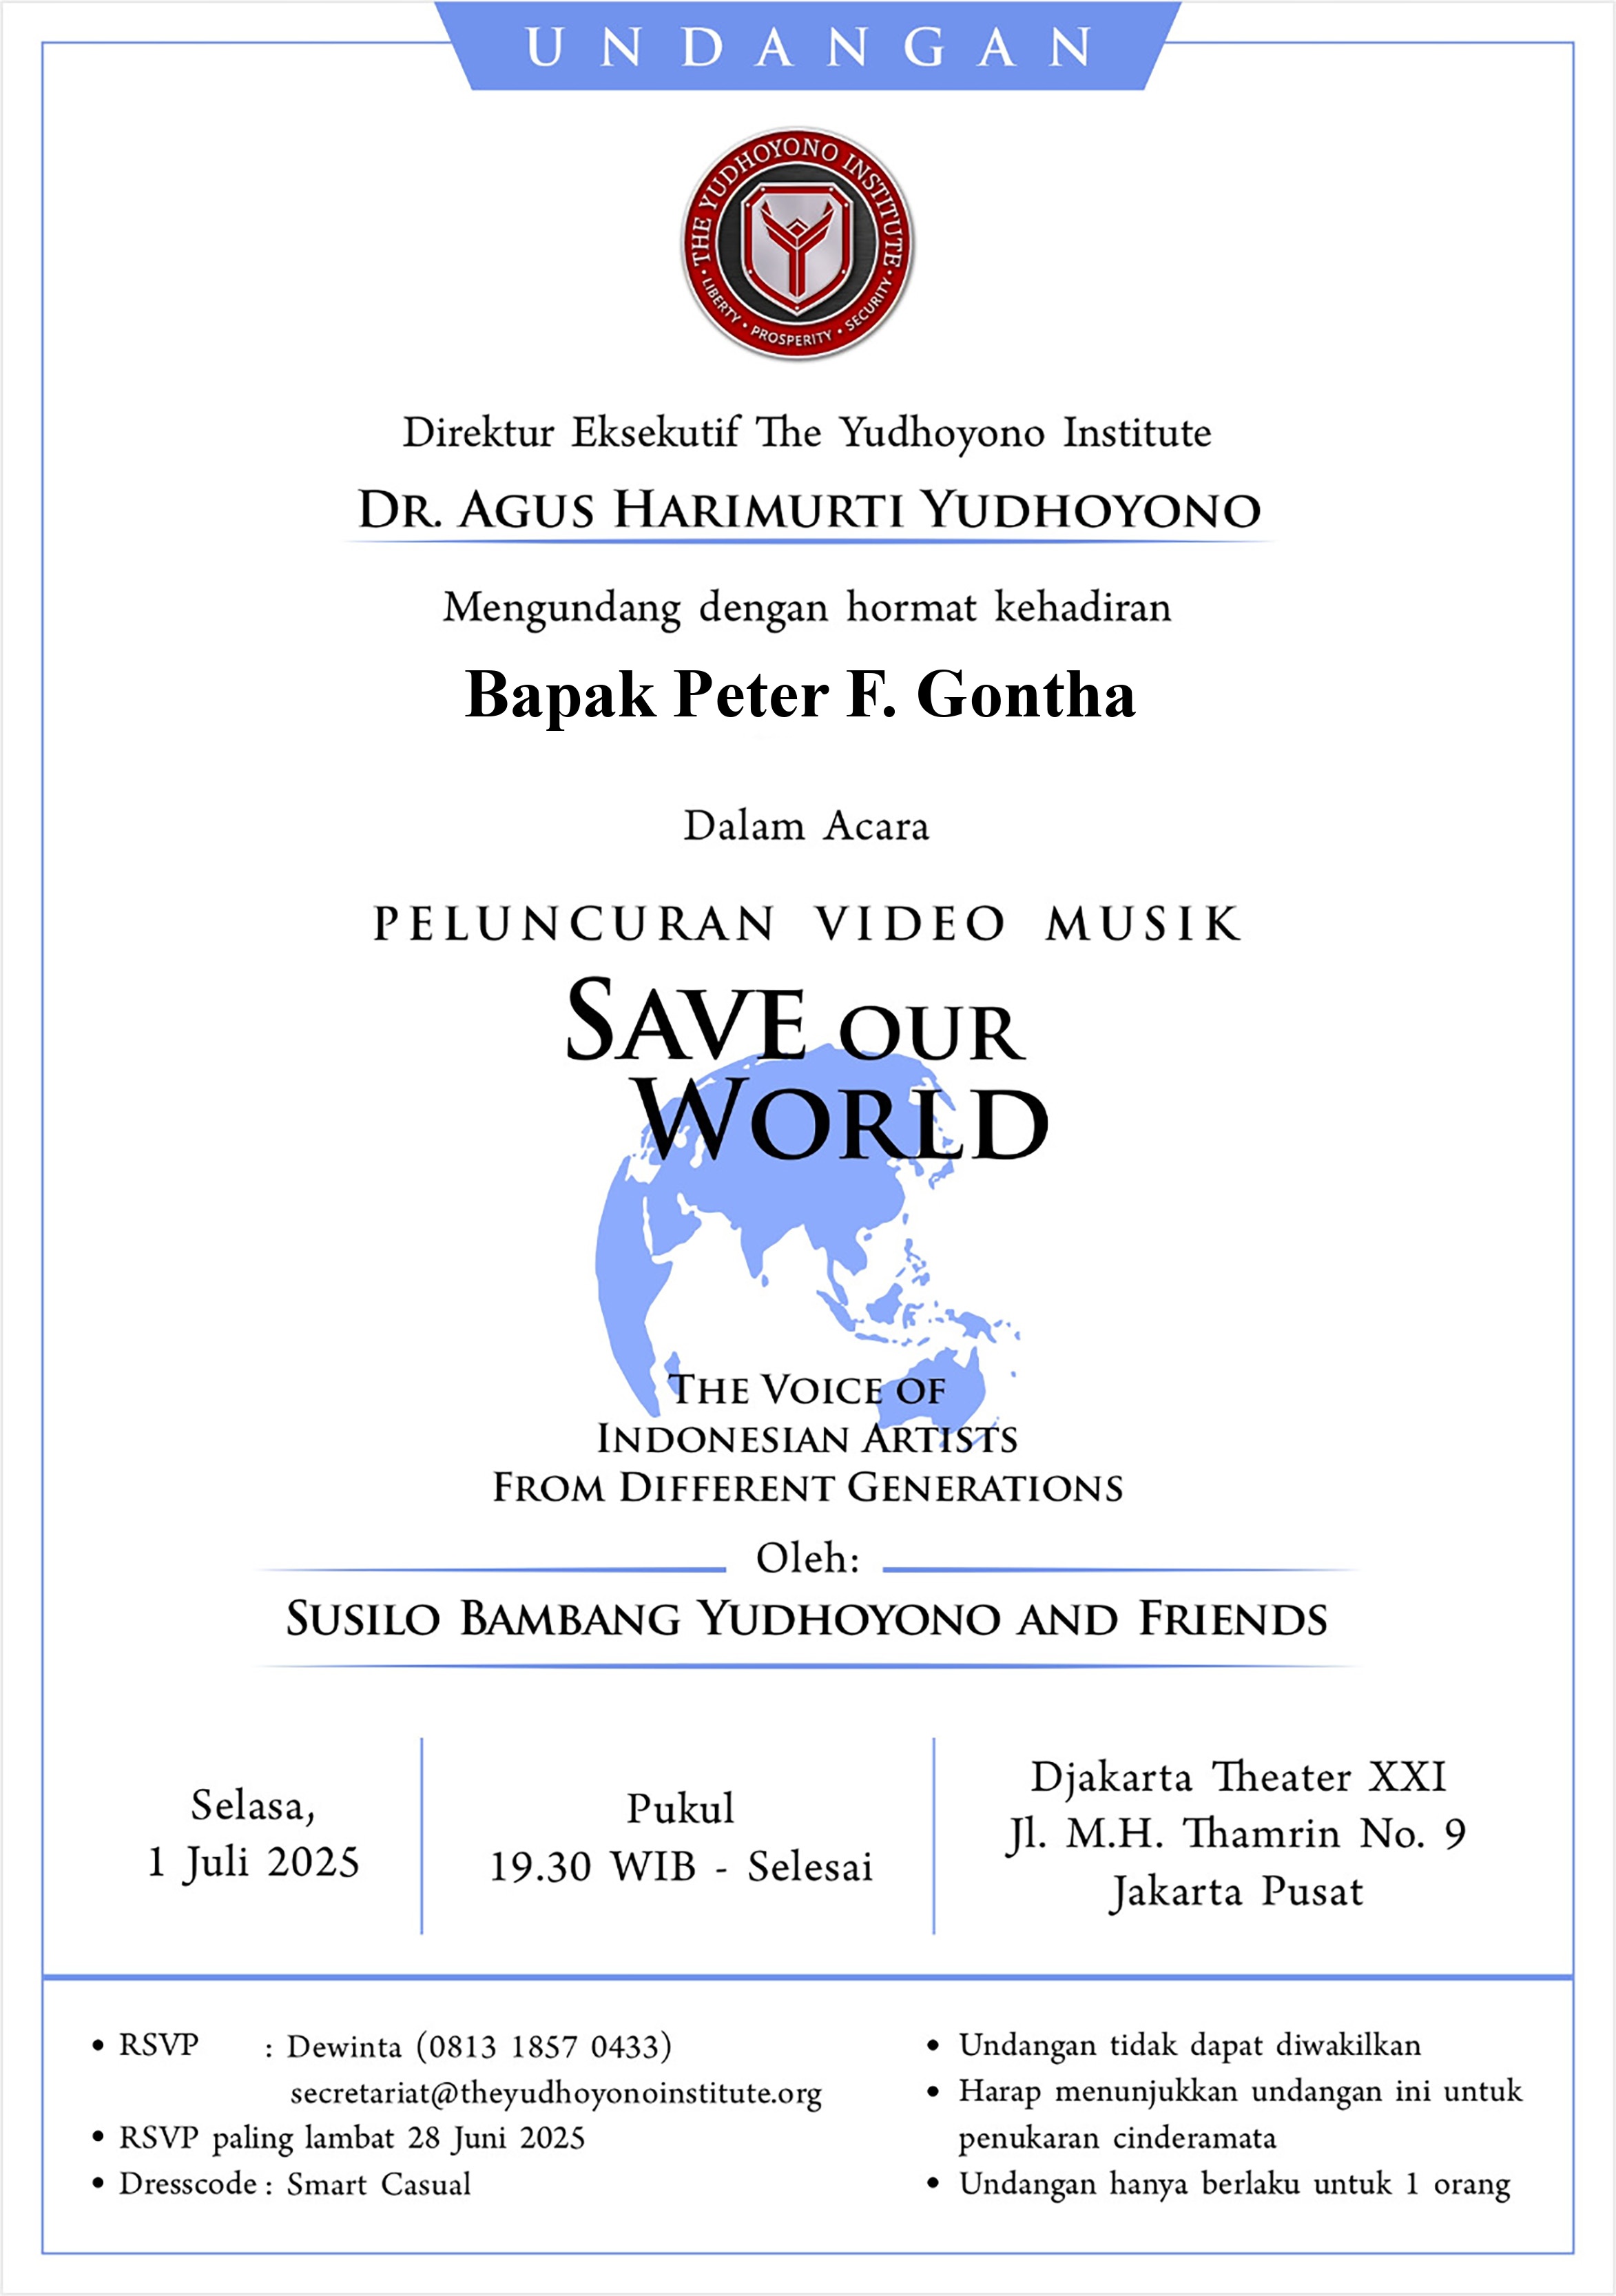 UNDANGAN
THE YUDHOYONO INSTITUTE
LIBERTY • PROSPERITY • SECURITY
Direktur Eksekutif The Yudhoyono Institute
DR. AGUS HARIMURTI YUDHOYONO
Mengundang dengan hormat kehadiran
Bapak Peter F. Gontha
Dalam Acara
PELUNCURAN VIDEO MUSIK
SAVE OUR
WORLD
THE VOICE OF
INDONESIAN ARTISTS
FROM DIFFERENT GENERATIONS
Oleh:
SUSILO BAMBANG YUDHOYONO AND FRIENDS
Selasa,
1 Juli 2025
Pukul
19.30 WIB - Selesai
Djakarta Theater XXI
Jl. M.H. Thamrin No. 9
Jakarta Pusat
• RSVP : Dewinta (0813 1857 0433)
secretariat@theyudhoyonoinstitute.org
• RSVP paling lambat 28 Juni 2025
• Dresscode : Smart Casual
• Undangan tidak dapat diwakilkan
• Harap menunjukkan undangan ini untuk
penukaran cinderamata
• Undangan hanya berlaku untuk 1 orang